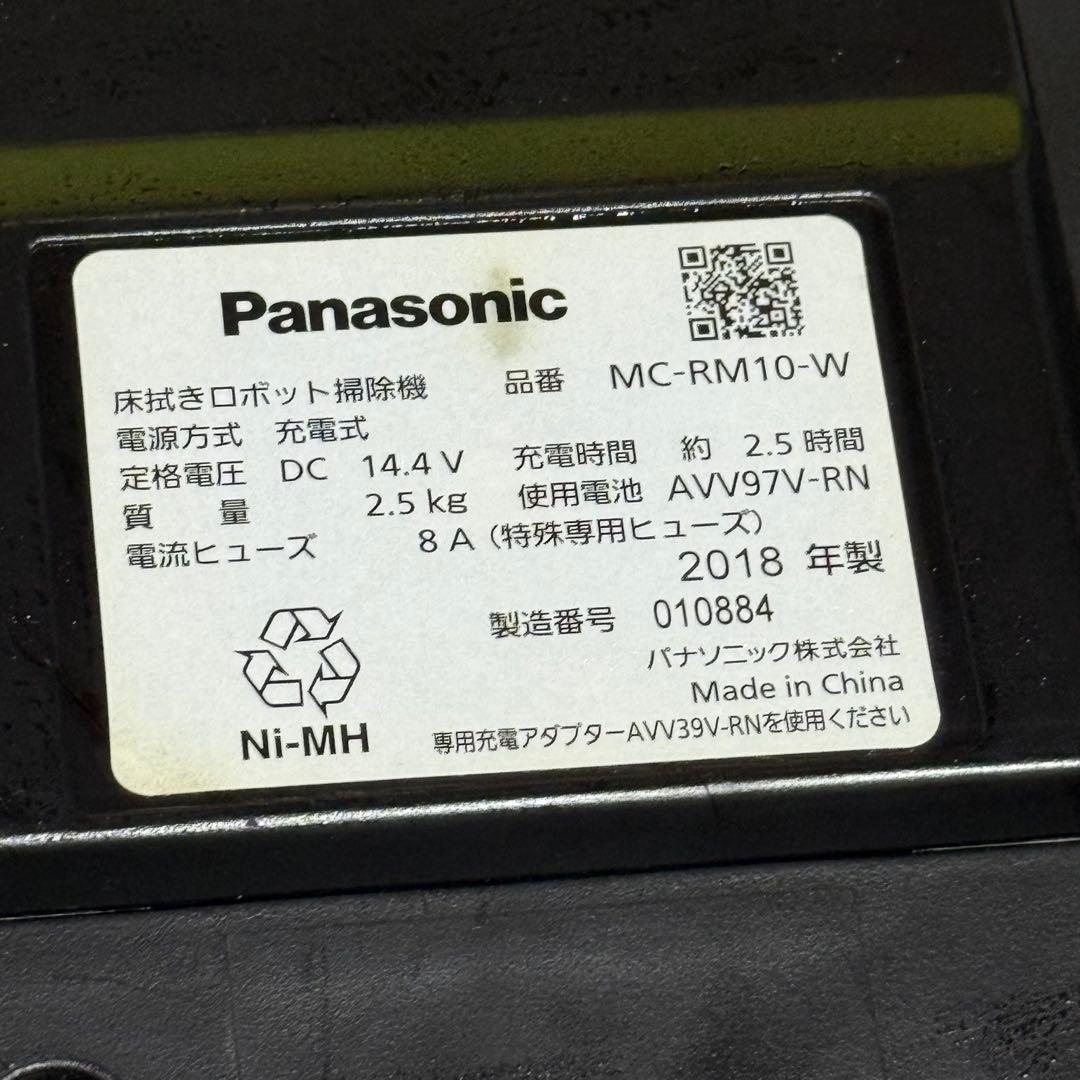 Panasonic
床拭きロボット掃除機 品番 MC-RM10-W
電源方式 充電式
定格電圧 DC 14.4 V 充電時間 約 2.5 時間
質 量 2.5 kg 使用電池 AVV97V-RN
電流ヒューズ 8 A (特殊専用ヒューズ)
2018 年製
製造番号 010884
パナソニック株式会社
Made in China
Ni-MH 専用充電アダプターAVV39V-RNを使用ください